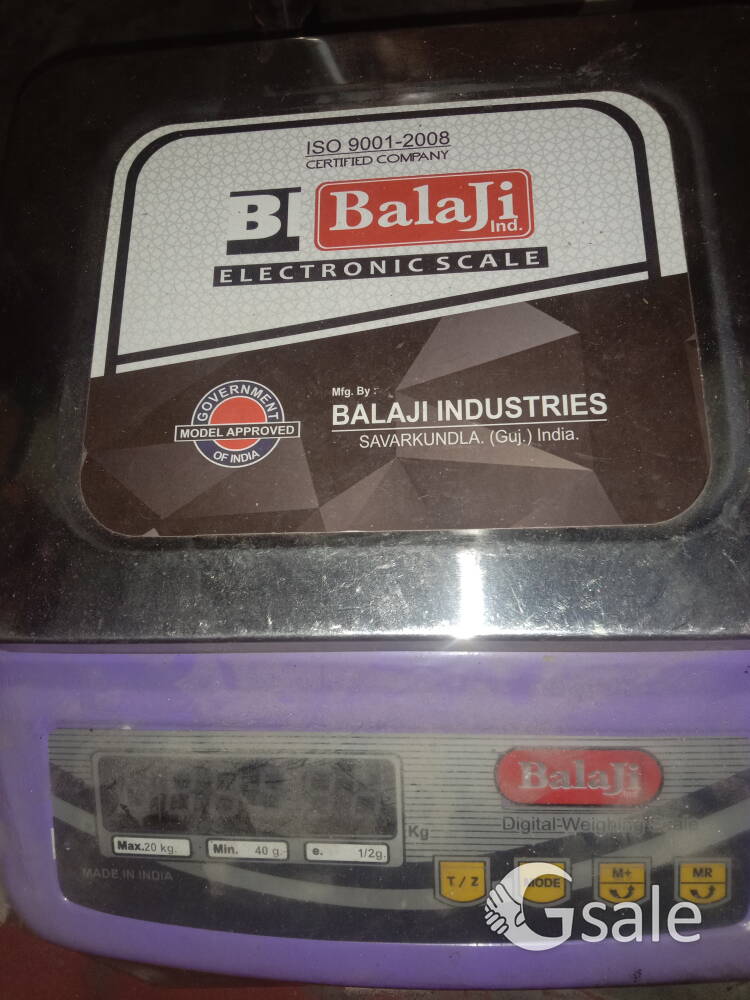 ISO 9001-2008
CERTIFIED COMPANY
BI BalaJi Ind.
ELECTRONIC SCALE
GOVERNMENT
MODEL APPROVED
OF INDIA
Mfg. By :
BALAJI INDUSTRIES
SAVARKUNDLA. (Guj.) India.
BalaJi
Kg
Digital Weighing Scale
Max.20 kg. Min. 40 g. e. 1/2g.
MADE IN INDIA
T / Z MODE M+ MR
Gsale